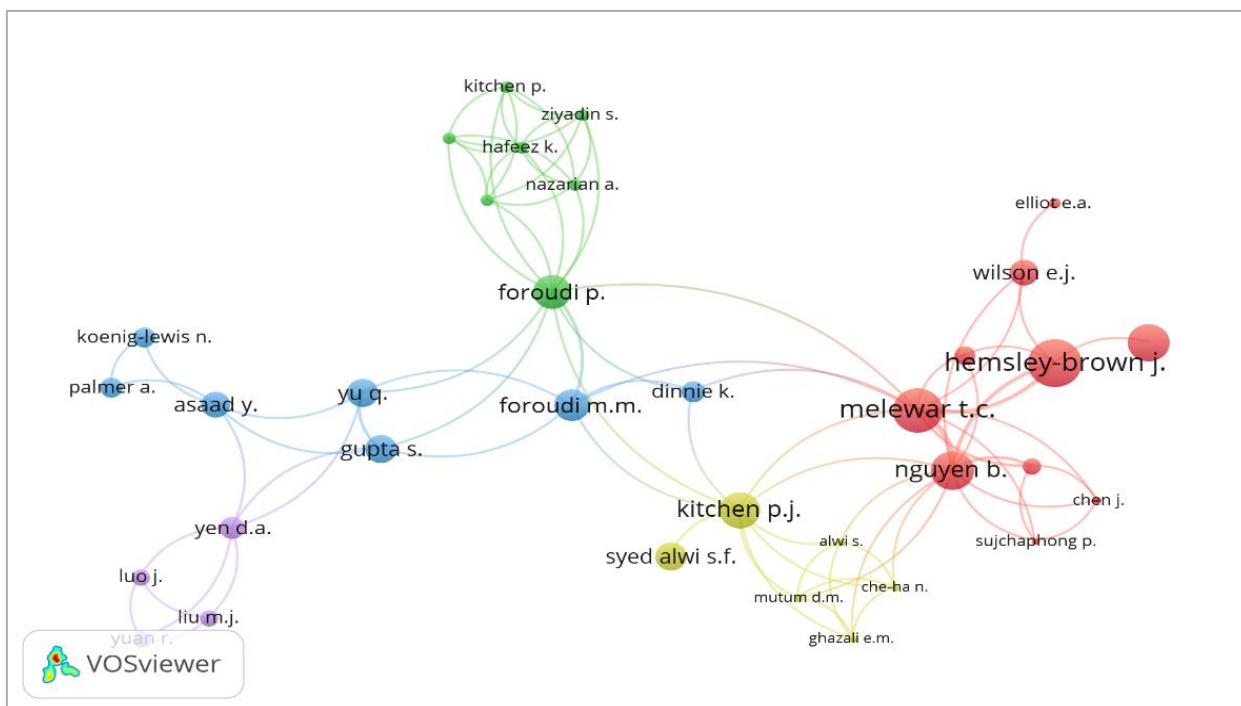 kitchen p.
ziyadin s.
hafeez k.
nazarian a.
elliot e.a.
wilson e.j.
foroudi p.
koenig-lewis n.
hemsley-brown j.
palmer a.
asaad y.
yu q.
foroudi m.m.
dinnie k.
melewar t.c.
gupta s.
nguyen b.
chen j.
kitchen p.j.
yen d.a.
alwi s.
sujchaphong p.
syed alwi s.f.
luo j.
che-ha n.
mutum d.m.
liu m.j.
yuan r.
ghazali e.m.
VOSviewer